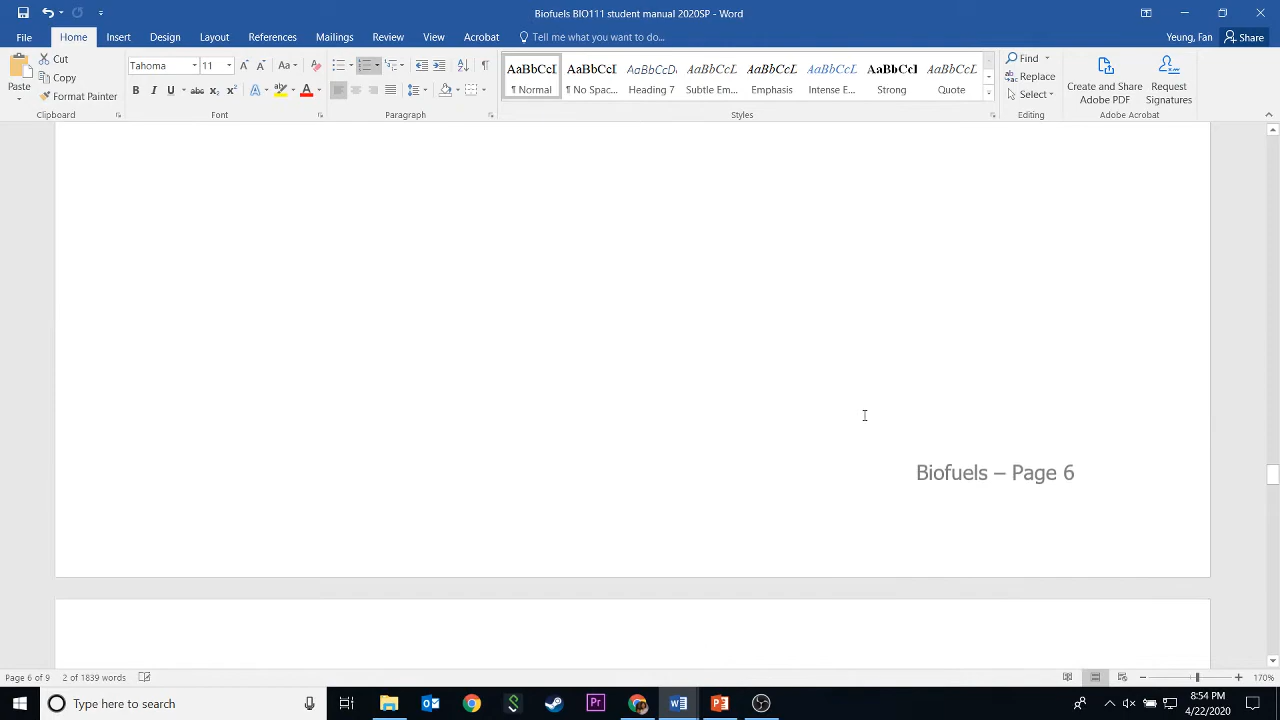 Biofuels BIO111 student manual 2020SP - Word
Yeung, Fan
Share
File Home Insert Design Layout References Mailings Review View Acrobat Tell me what you want to do...
Paste
Cut
Copy
Format Painter
Clipboard
Tahoma 11
Font
Paragraph
AaBbCcI AaBbCcI AaBbCcD. AaBbCcL AaBbCcL AaBbCcL AaBbCcI AaBbCcL
¶ Normal ¶ No Spac... Heading 7 Subtle Em... Emphasis Intense E... Strong Quote
Styles
Find
Replace
Select
Editing
Create and Share
Adobe PDF
Request
Signatures
Adobe Acrobat
Biofuels – Page 6
Page 6 of 9 2 of 1839 words
170%
Type here to search
8:54 PM
4/22/2020